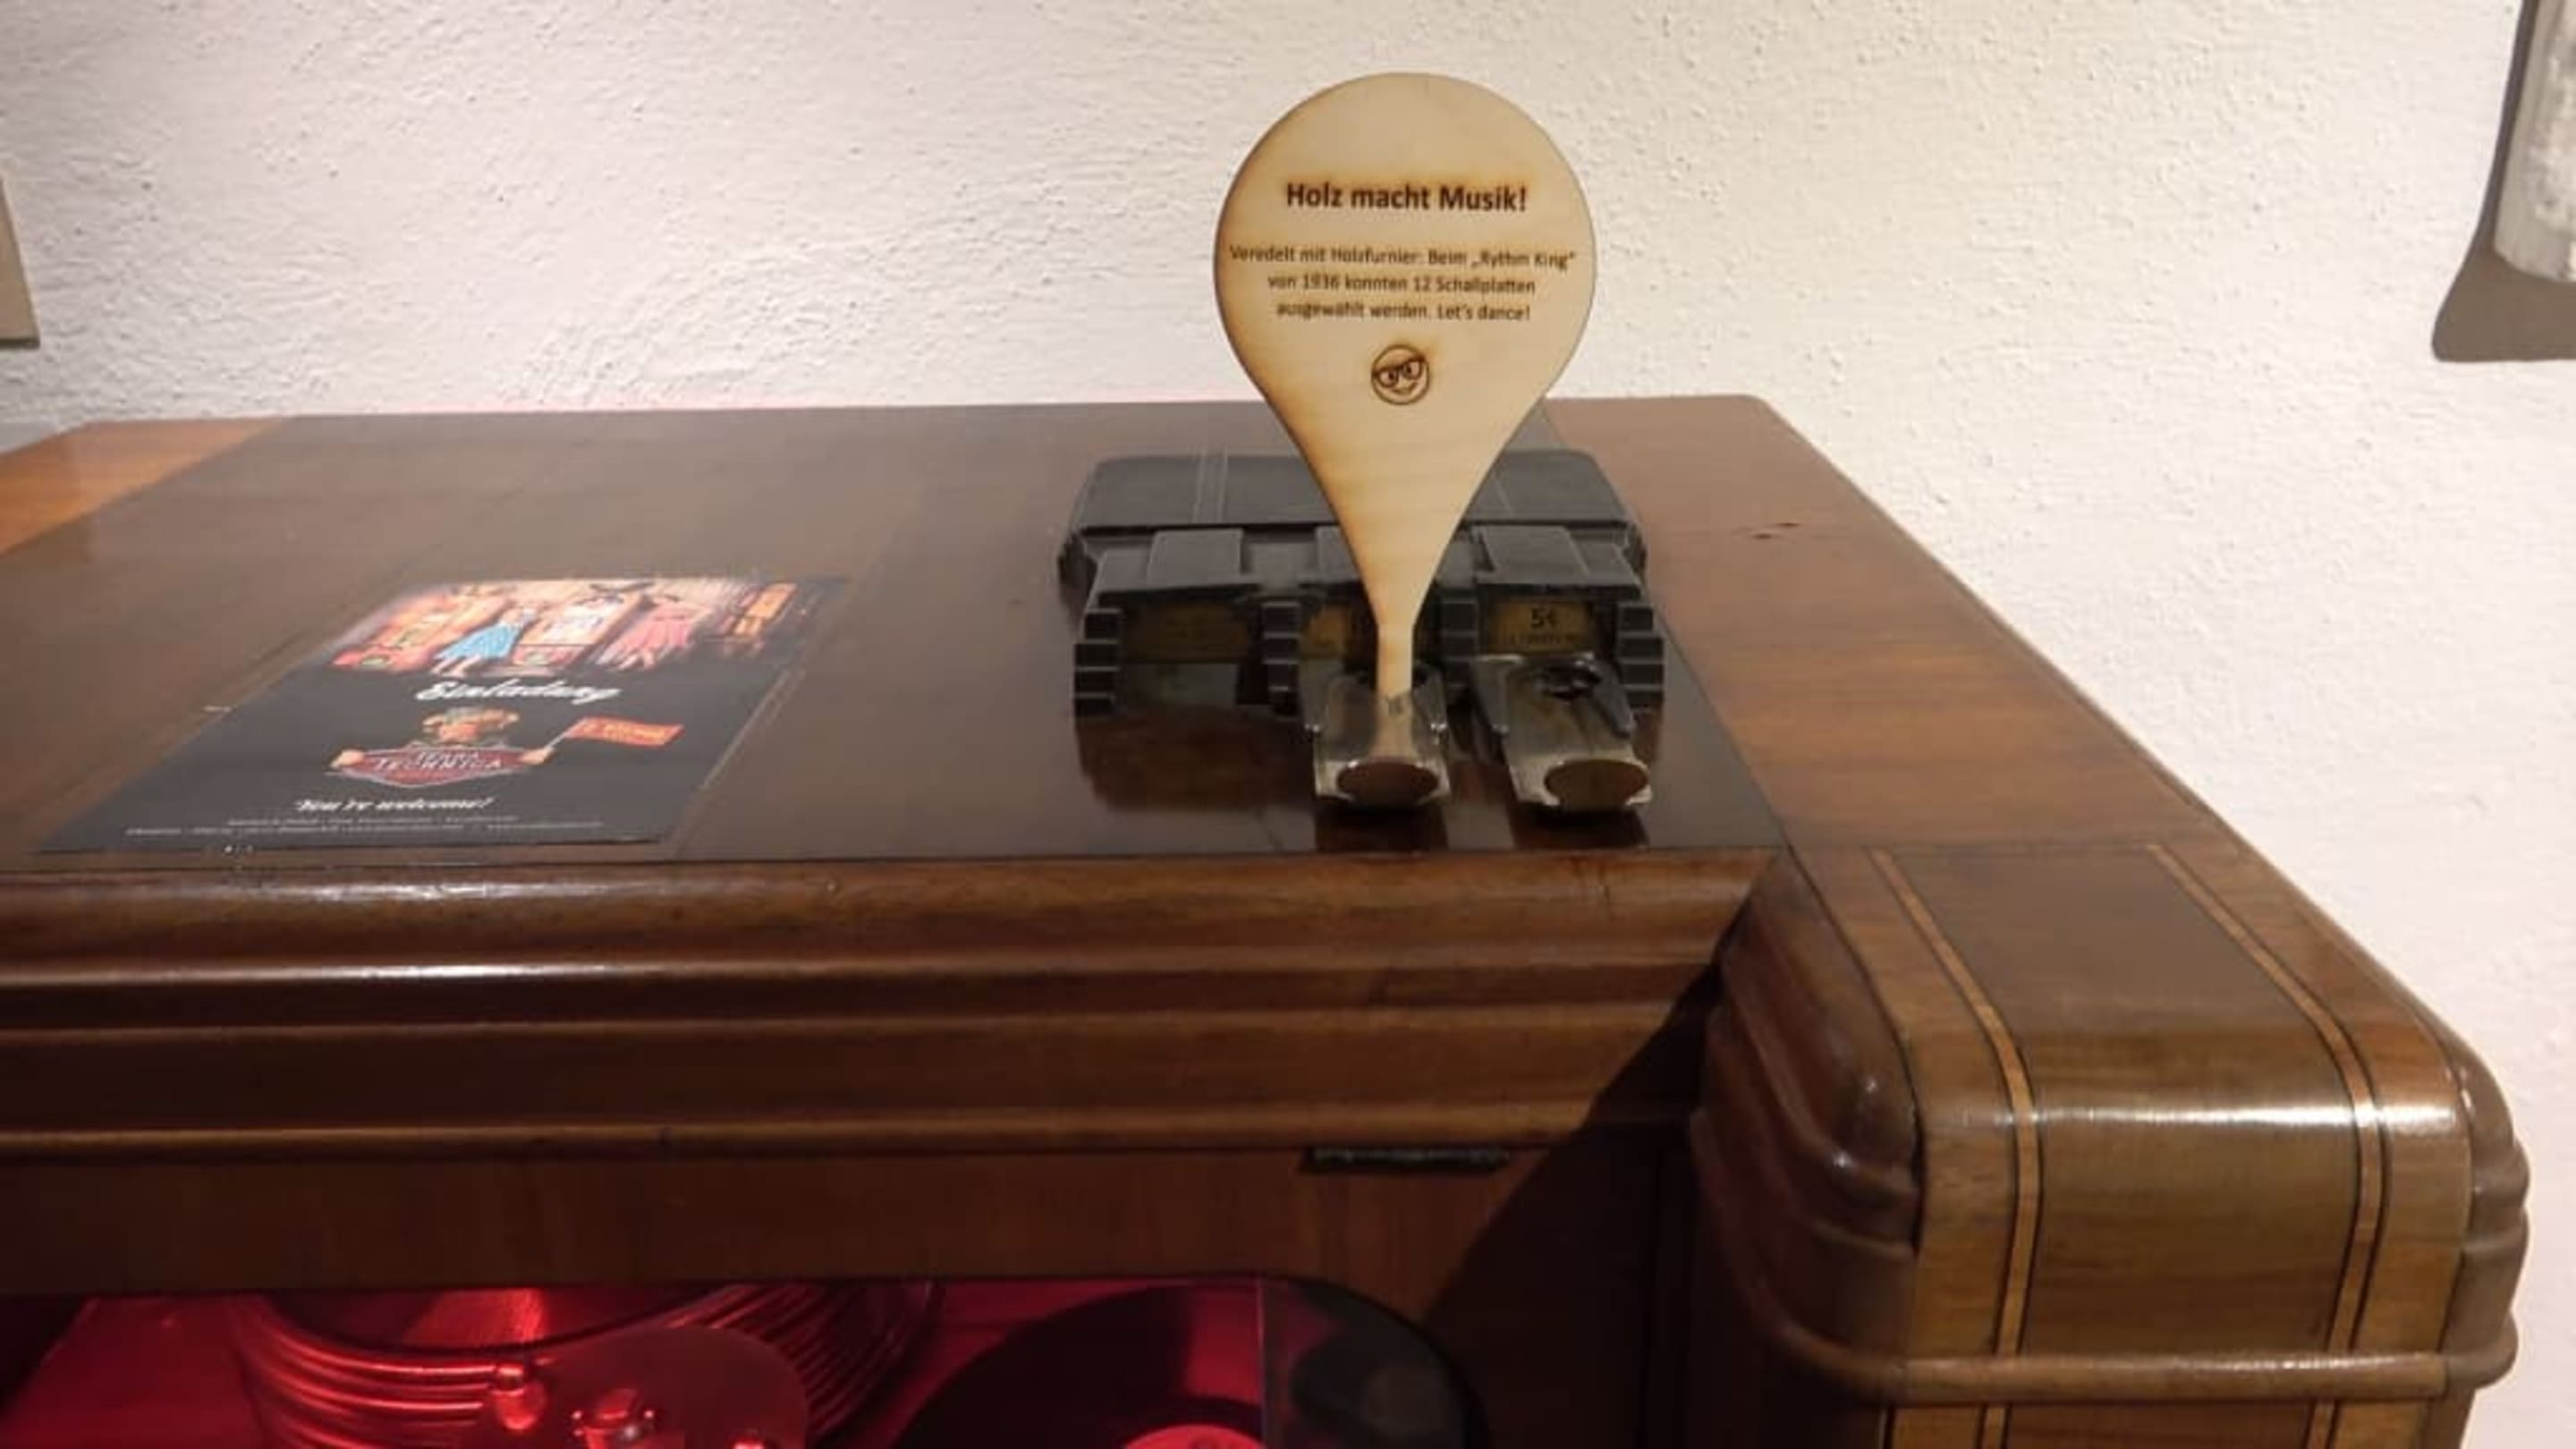 Holz macht Musik!
Veredelt mit Holzfurnier: Beim „Rythm King"
von 1936 konnten 12 Schallplatten
ausgewählt werden. Let's dance!
5¢
Einladung
TECHNICA
You're welcome!